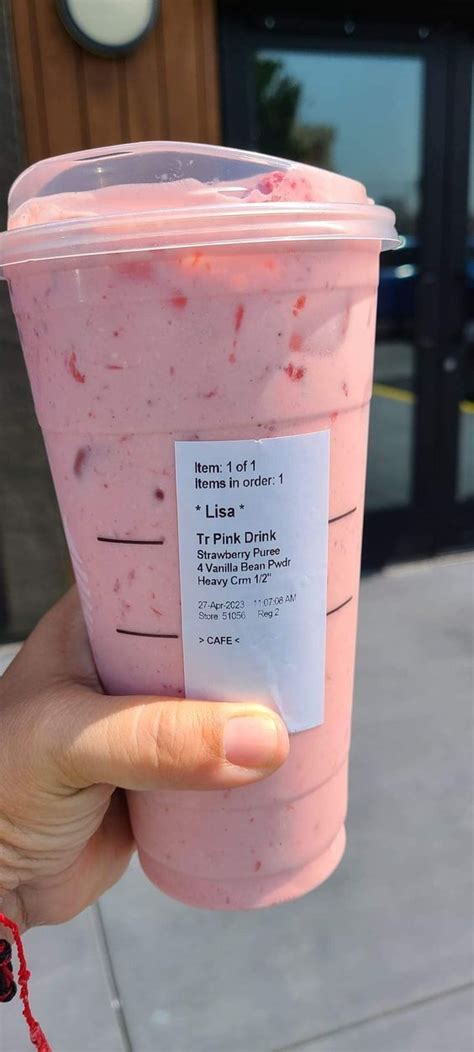 Item: 1 of 1
Items in order: 1
* Lisa *
Tr Pink Drink
Strawberry Puree
4 Vanilla Bean Pwdr
Heavy Crm 1/2"
27-Apr-2023 11:07:08 AM
Store: 51056 Reg 2
> CAFE <